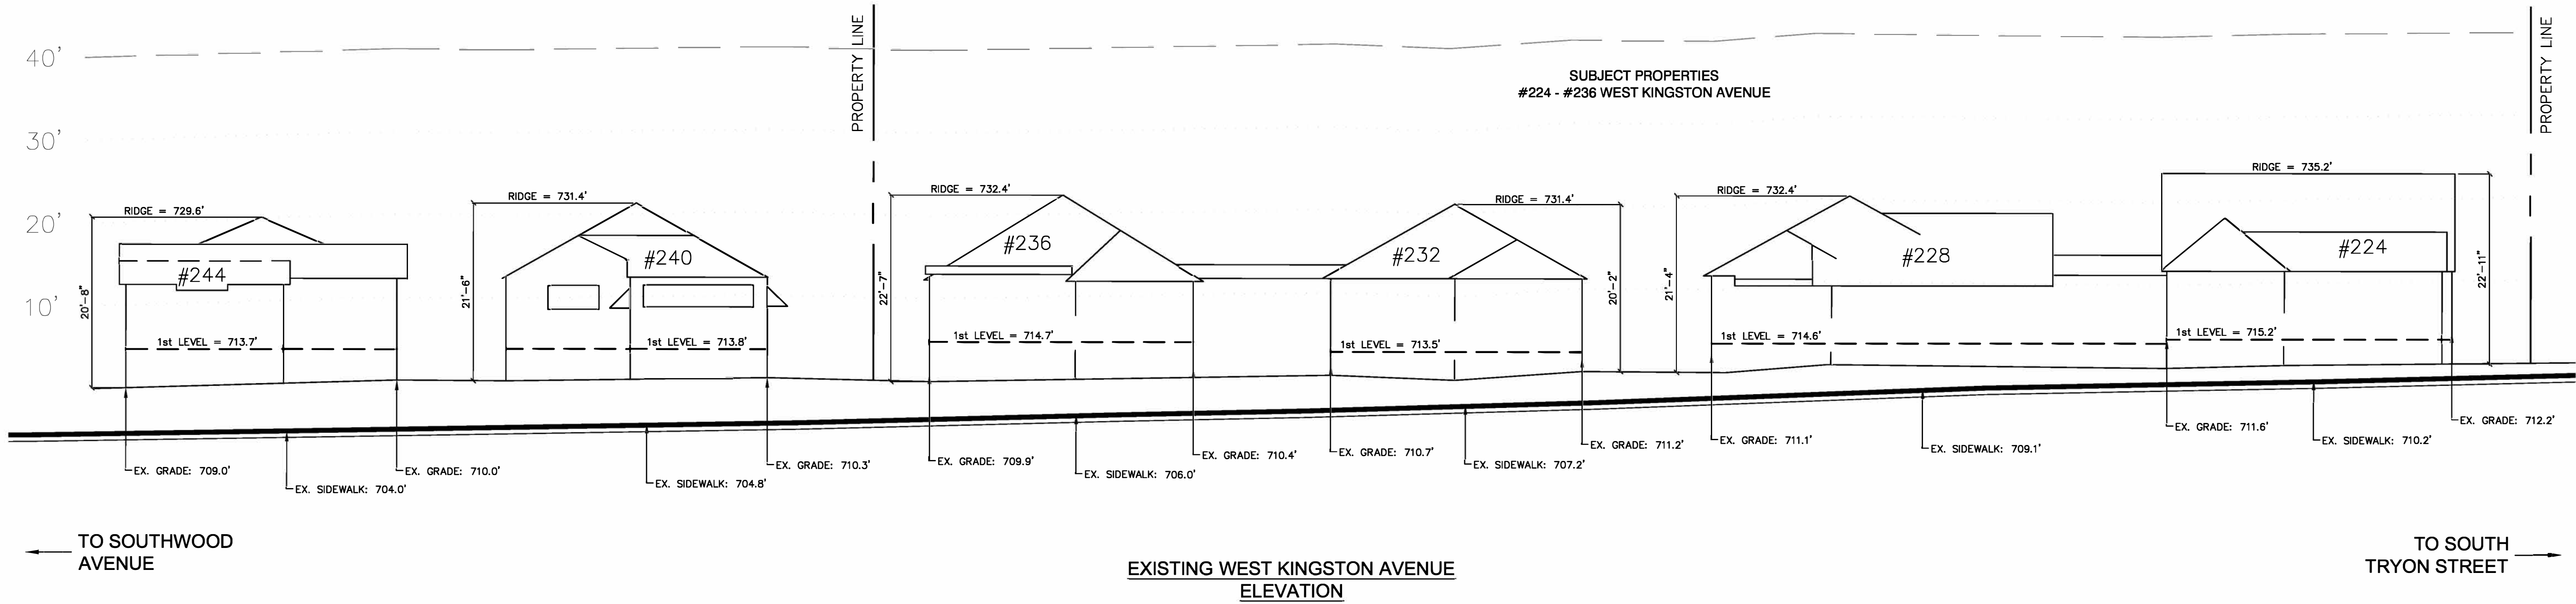 40'
30'
20'
10'
PROPERTY LINE
SUBJECT PROPERTIES
#224 - #236 WEST KINGSTON AVENUE
PROPERTY LINE
RIDGE = 729.6'
20'-8"
#244
1st LEVEL = 713.7'
RIDGE = 731.4'
21'-6"
#240
1st LEVEL = 713.8'
RIDGE = 732.4'
22'-7"
#236
1st LEVEL = 714.7'
RIDGE = 731.4'
20'-2"
#232
1st LEVEL = 713.5'
RIDGE = 732.4'
21'-4"
#228
1st LEVEL = 714.6'
RIDGE = 735.2'
22'-11"
#224
1st LEVEL = 715.2'
EX. GRADE: 709.0'
EX. SIDEWALK: 704.0'
EX. GRADE: 710.0'
EX. SIDEWALK: 704.8'
EX. GRADE: 710.3'
EX. GRADE: 709.9'
EX. SIDEWALK: 706.0'
EX. GRADE: 710.4'
EX. GRADE: 710.7'
EX. SIDEWALK: 707.2'
EX. GRADE: 711.2'
EX. GRADE: 711.1'
EX. SIDEWALK: 709.1'
EX. GRADE: 711.6'
EX. SIDEWALK: 710.2'
EX. GRADE: 712.2'
TO SOUTHWOOD
AVENUE
EXISTING WEST KINGSTON AVENUE
ELEVATION
TO SOUTH
TRYON STREET